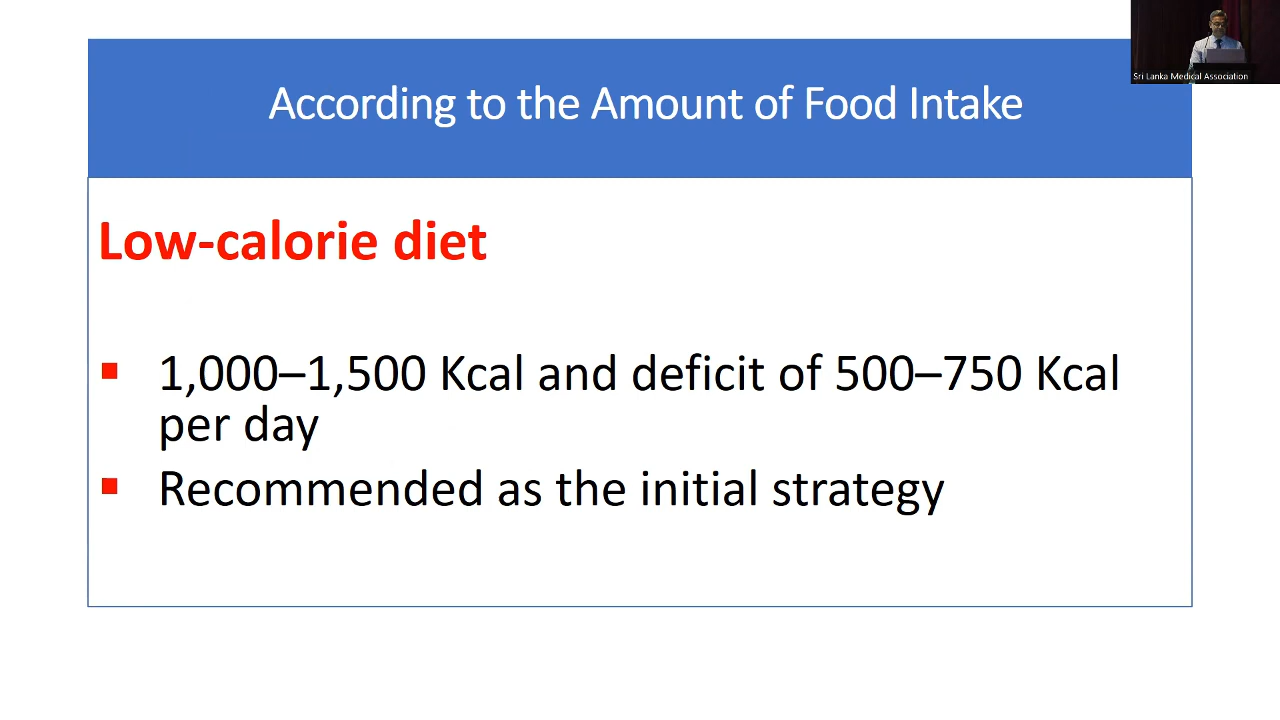 Sri Lanka Medical Association
According to the Amount of Food Intake
Low-calorie diet
▪ 1,000–1,500 Kcal and deficit of 500–750 Kcal
per day
▪ Recommended as the initial strategy